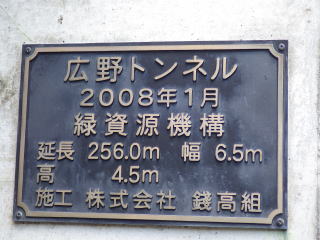 広野トンネル
2008年1月
緑資源機構
延長 256.0m 幅 6.5m
高 4.5m
施工 株式会社 錢高組